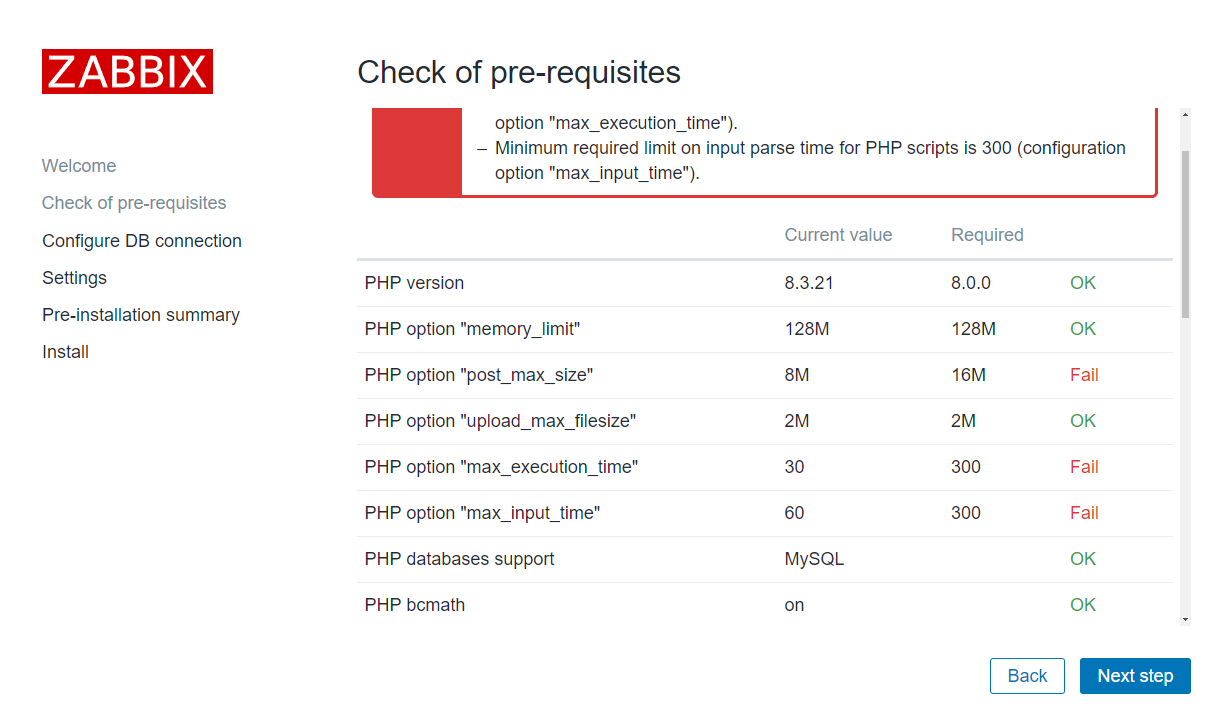 ZABBIX
Welcome
Check of pre-requisites
Configure DB connection
Settings
Pre-installation summary
Install
Check of pre-requisites
option "max_execution_time").
– Minimum required limit on input parse time for PHP scripts is 300 (configuration
option "max_input_time").
Current value Required
PHP version 8.3.21 8.0.0 OK
PHP option "memory_limit" 128M 128M OK
PHP option "post_max_size" 8M 16M Fail
PHP option "upload_max_filesize" 2M 2M OK
PHP option "max_execution_time" 30 300 Fail
PHP option "max_input_time" 60 300 Fail
PHP databases support MySQL OK
PHP bcmath on OK
Back Next step